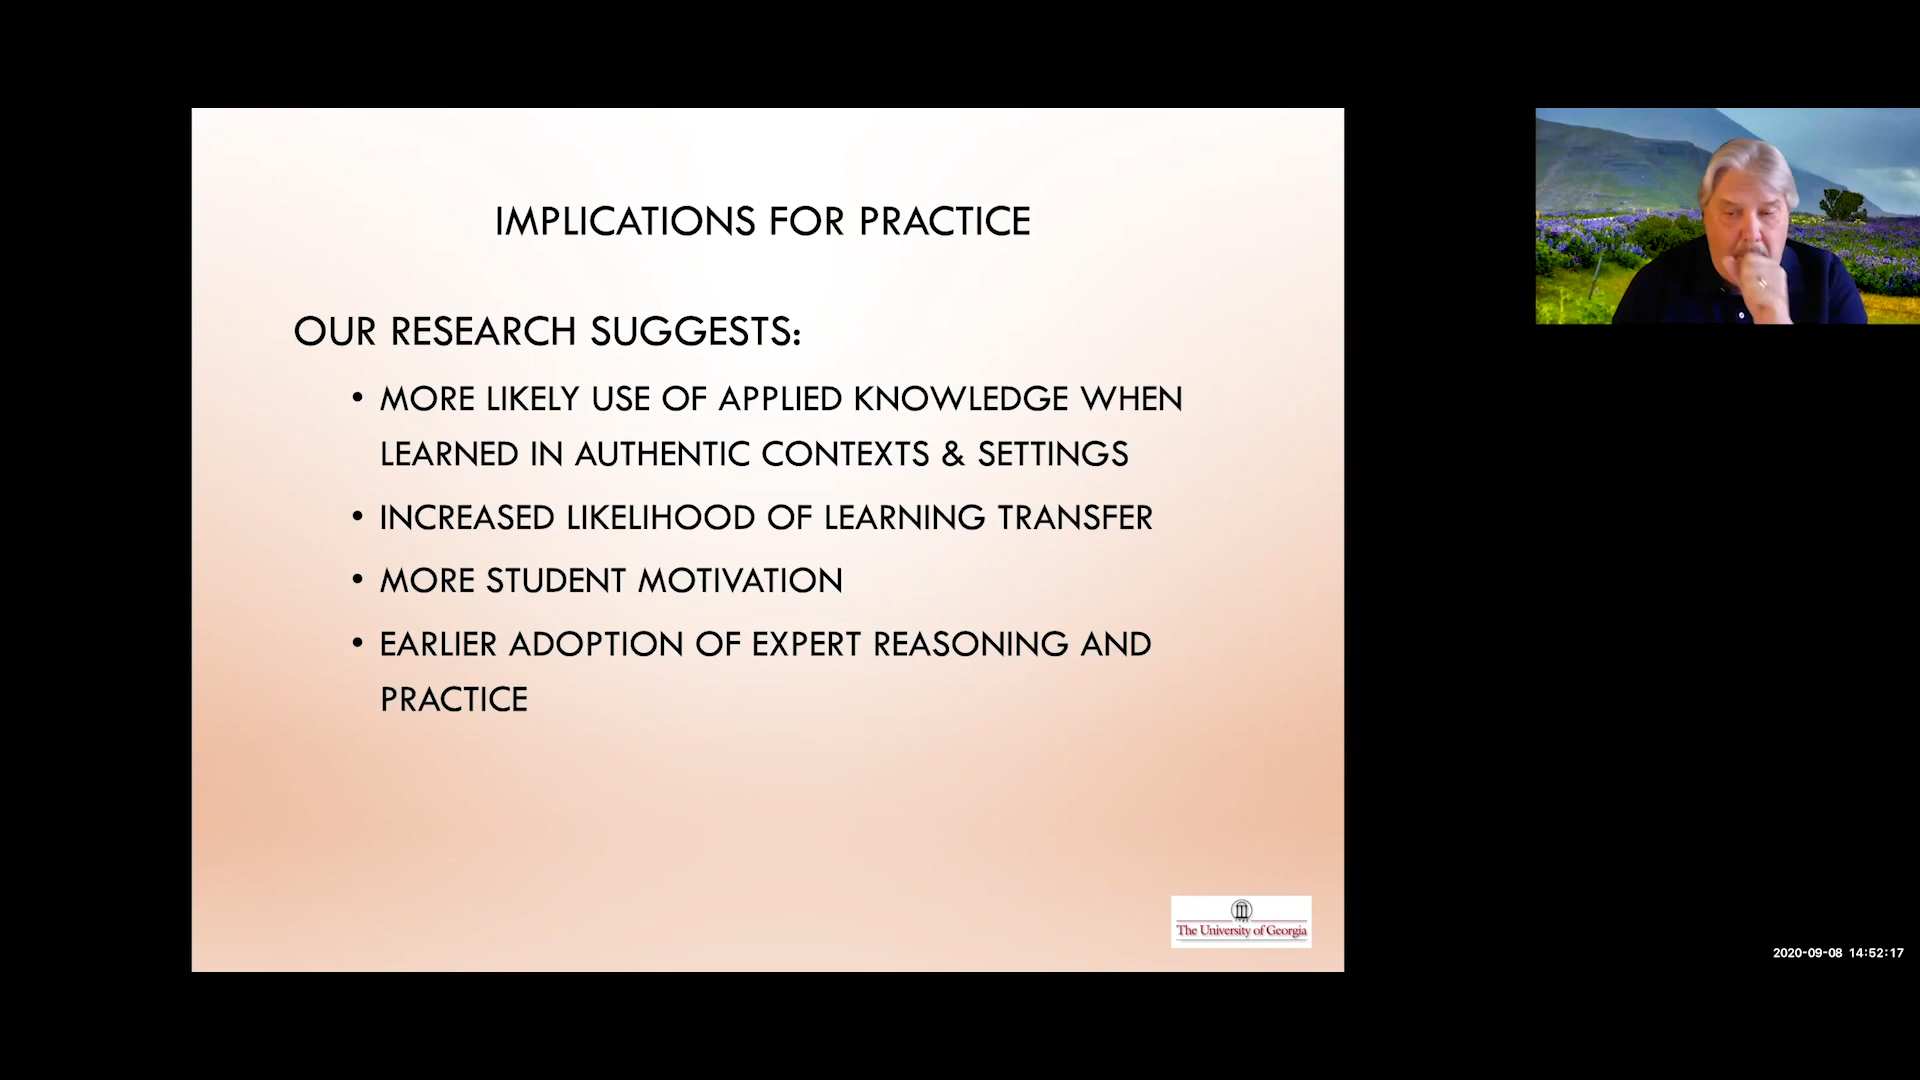 IMPLICATIONS FOR PRACTICE
OUR RESEARCH SUGGESTS:
• MORE LIKELY USE OF APPLIED KNOWLEDGE WHEN
LEARNED IN AUTHENTIC CONTEXTS & SETTINGS
• INCREASED LIKELIHOOD OF LEARNING TRANSFER
• MORE STUDENT MOTIVATION
• EARLIER ADOPTION OF EXPERT REASONING AND
PRACTICE
The University of Georgia
2020-09-08 14:52:17